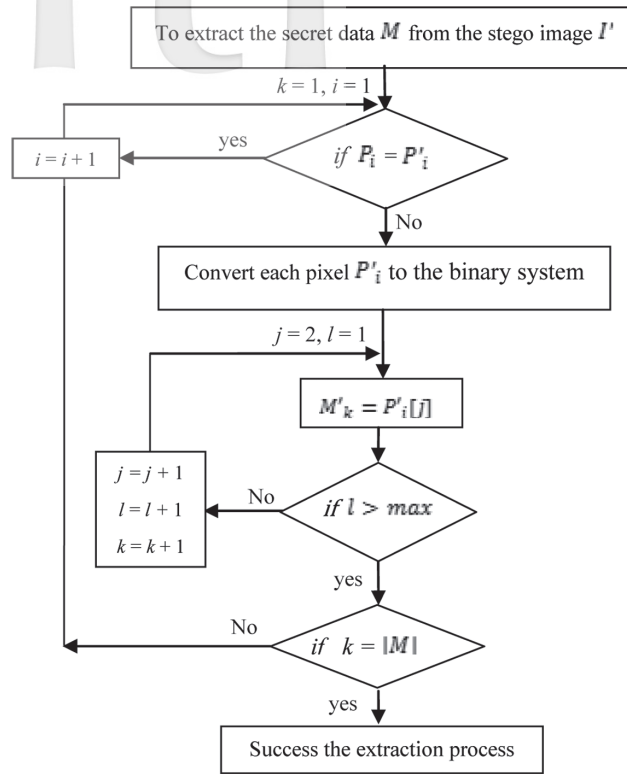 To extract the secret data M from the stego image I'
k = 1, i = 1
yes
i = i + 1
if Pᵢ = P'ᵢ
No
Convert each pixel P'ᵢ to the binary system
j = 2, l = 1
M'ₖ = P'ᵢ[j]
j = j + 1
l = l + 1
k = k + 1
No
if l > max
yes
No
if k = |M|
yes
Success the extraction process